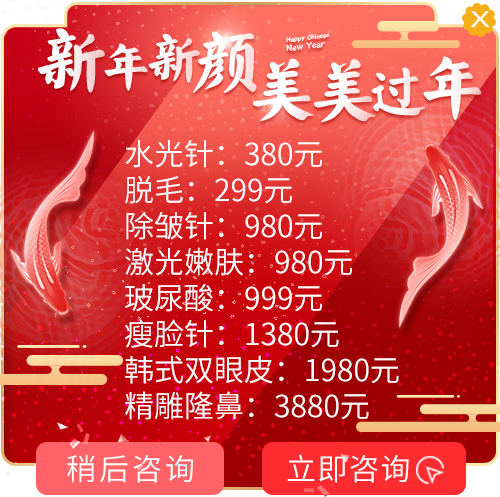 新年新颜
Happy Chinese
New Year
美美过年
水光针：380元
脱毛：299元
除皱针：980元
激光嫩肤：980元
玻尿酸：999元
瘦脸针：1380元
韩式双眼皮：1980元
精雕隆鼻：3880元
稍后咨询
立即咨询